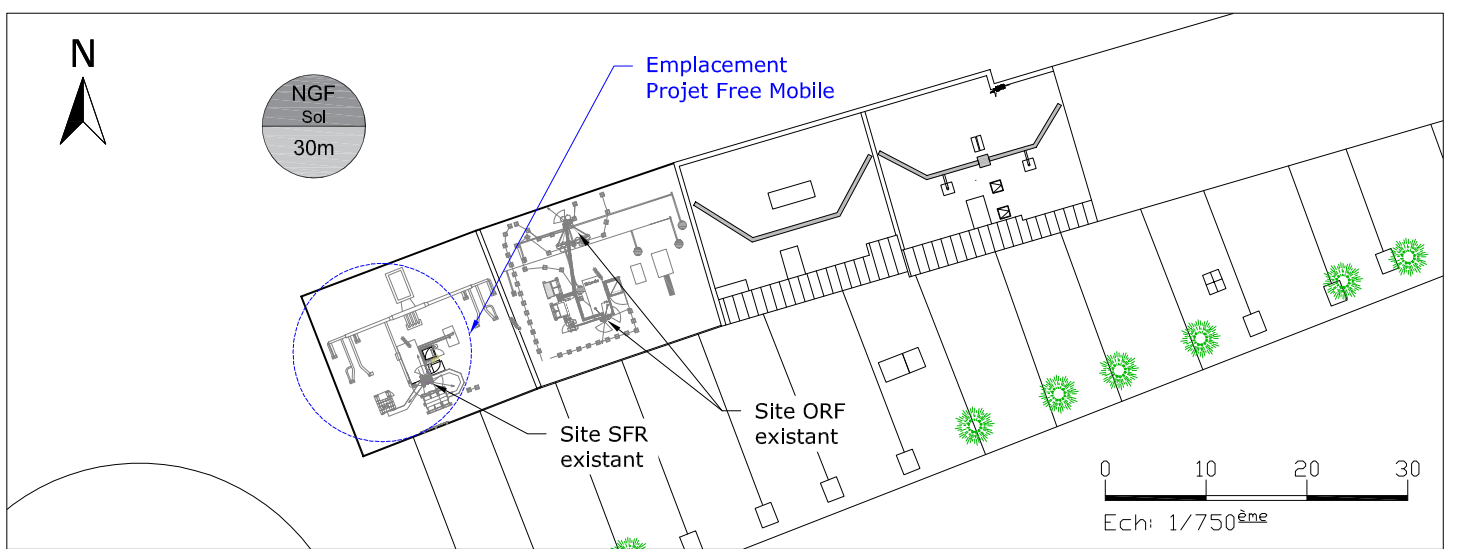 N
NGF
Sol
30m
Emplacement
Projet Free Mobile
Site SFR
existant
Site ORF
existant
0 10 20 30
Ech: 1/750ème